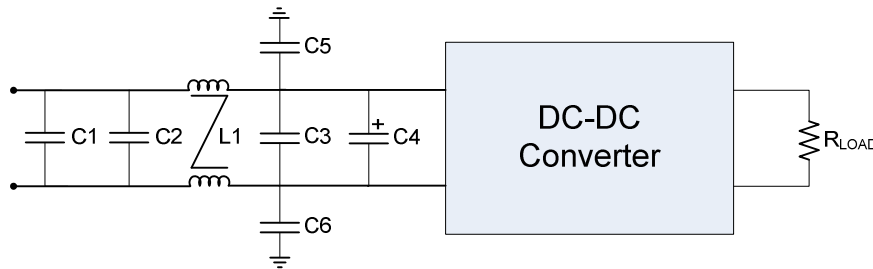 C5
C1
C2
L1
C3
+
C4
DC-DC
Converter
RLOAD
C6